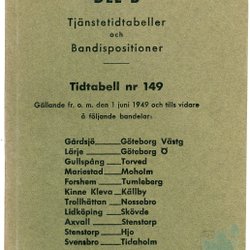 DEL B
Tjänstetidtabeller
och
Bandispositioner
Tidtabell nr 149
Gällande fr. o. m. den 1 juni 1949 och tills vidare
å följande bandelar:
Gårdsjö—Göteborg Västg
Lärje—Göteborg Ö
Gullspång—Torved
Mariestad—Moholm
Forshem—Tumleberg
Kinne Kleva—Källby
Trollhättan—Nossebro
Lidköping—Skövde
Axvall—Stenstorp
Stenstorp—Hjo
Svensbro—Tidaholm